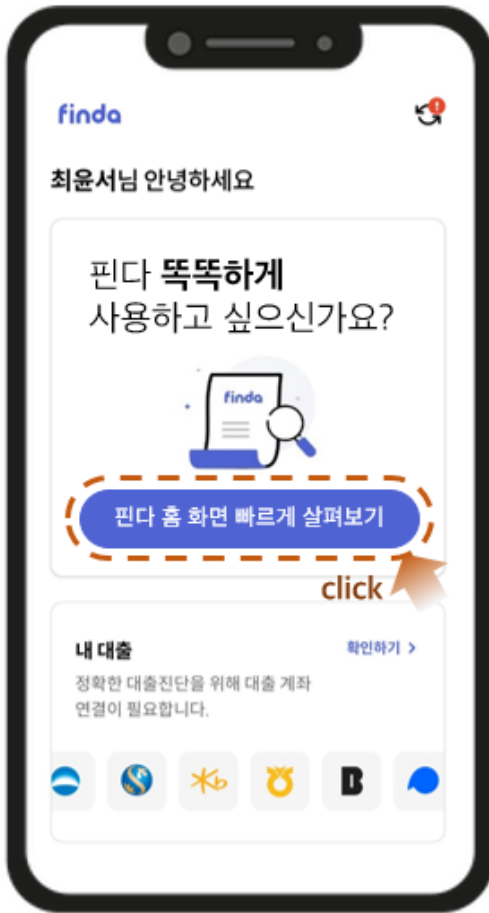 finda
최윤서님 안녕하세요
핀다 똑똑하게
사용하고 싶으신가요?
finda
핀다 홈 화면 빠르게 살펴보기
click
내 대출
확인하기 >
정확한 대출진단을 위해 대출 계좌
연결이 필요합니다.
Kb
B